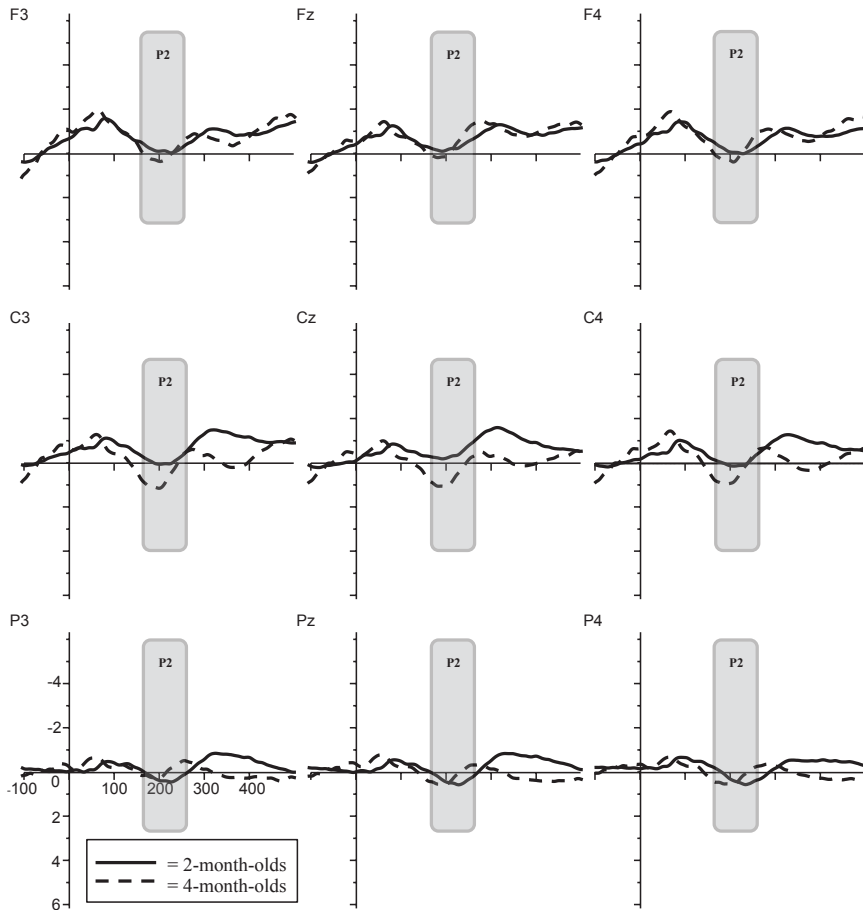 F3 Fz F4
P2 P2 P2
C3 Cz C4
P2 P2 P2
P3 Pz P4
P2 P2 P2
-4
-2
0
-100 100 200 300 400
2
4
6
= 2-month-olds
= 4-month-olds